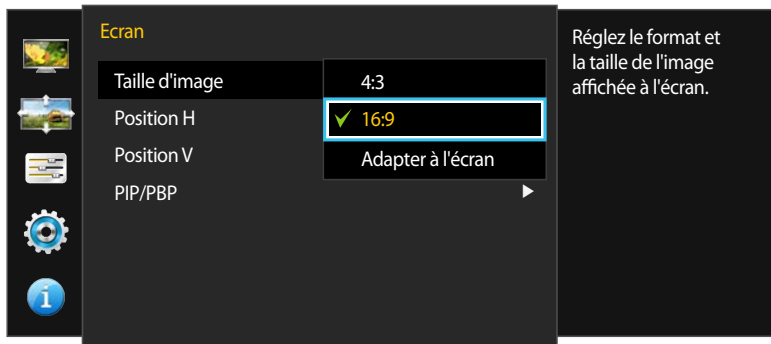 Ecran
Taille d'image
4:3
Position H
16:9
Position V
Adapter à l'écran
PIP/PBP
Réglez le format et
la taille de l'image
affichée à l'écran.